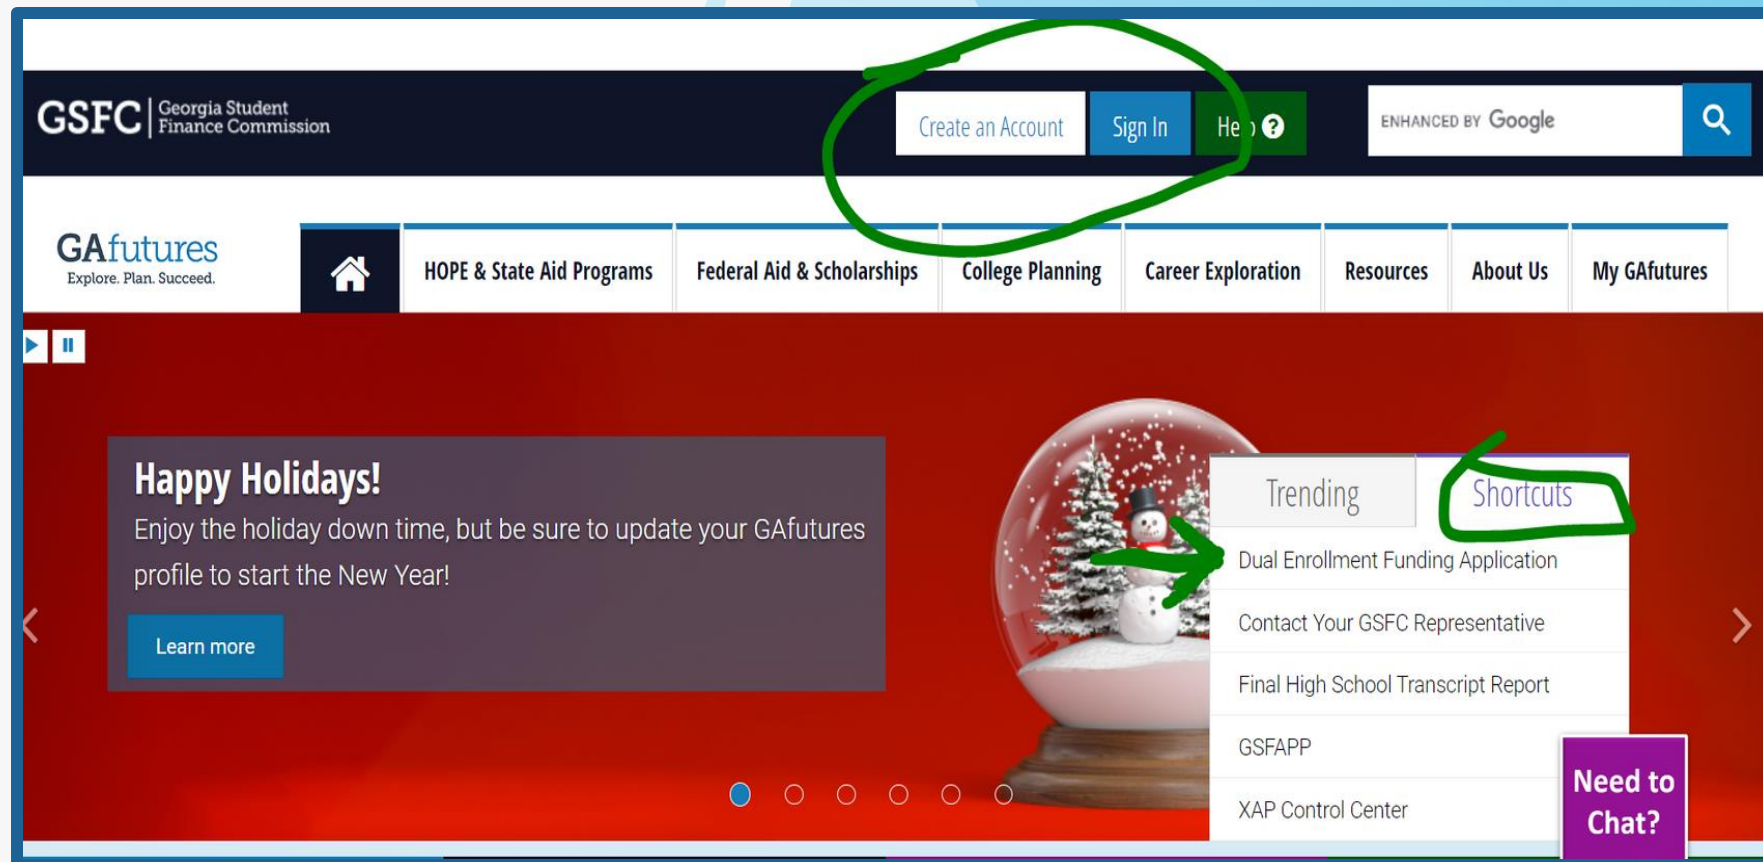 GSFC Georgia Student
Finance Commission
Create an Account
Sign In
Help ?
ENHANCED BY Google
GAfutures
Explore. Plan. Succeed.
HOPE & State Aid Programs
Federal Aid & Scholarships
College Planning
Career Exploration
Resources
About Us
My GAfutures
Happy Holidays!
Enjoy the holiday down time, but be sure to update your GAfutures
profile to start the New Year!
Learn more
Trending
Shortcuts
Dual Enrollment Funding Application
Contact Your GSFC Representative
Final High School Transcript Report
GSFAPP
XAP Control Center
Need to
Chat?